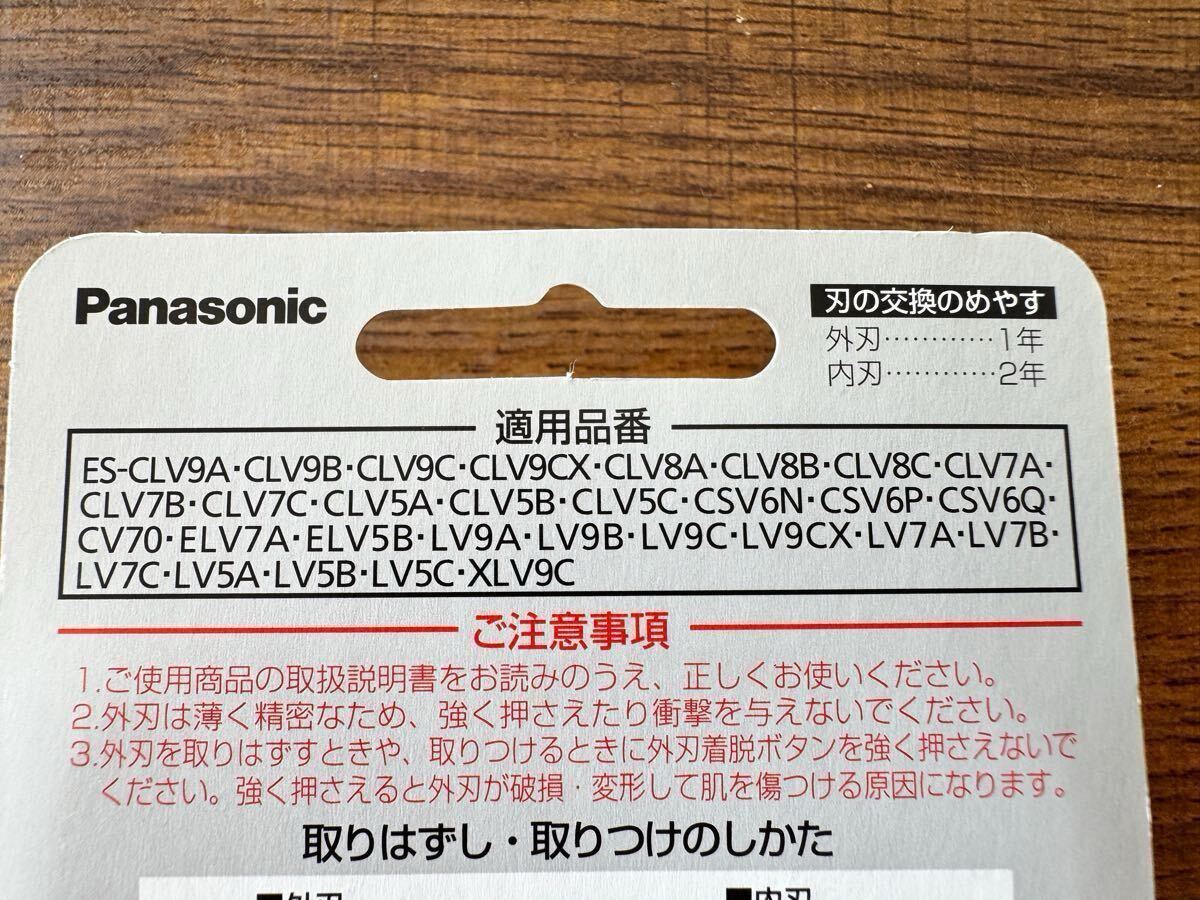 Panasonic
刃の交換のめやす
外刃…………1年
内刃…………2年
適用品番
ES-CLV9A・CLV9B・CLV9C・CLV9CX・CLV8A・CLV8B・CLV8C・CLV7A・
CLV7B・CLV7C・CLV5A・CLV5B・CLV5C・CSV6N・CSV6P・CSV6Q・
CV70・ELV7A・ELV5B・LV9A・LV9B・LV9C・LV9CX・LV7A・LV7B・
LV7C・LV5A・LV5B・LV5C・XLV9C
ご注意事項
1.ご使用商品の取扱説明書をお読みのうえ、正しくお使いください。
2.外刃は薄く精密なため、強く押さえたり衝撃を与えないでください。
3.外刃を取りはずすときや、取りつけるときに外刃着脱ボタンを強く押さえないで
ください。強く押さえると外刃が破損・変形して肌を傷つける原因になります。
取りはずし・取りつけのしかた
■外刃 ■内刃